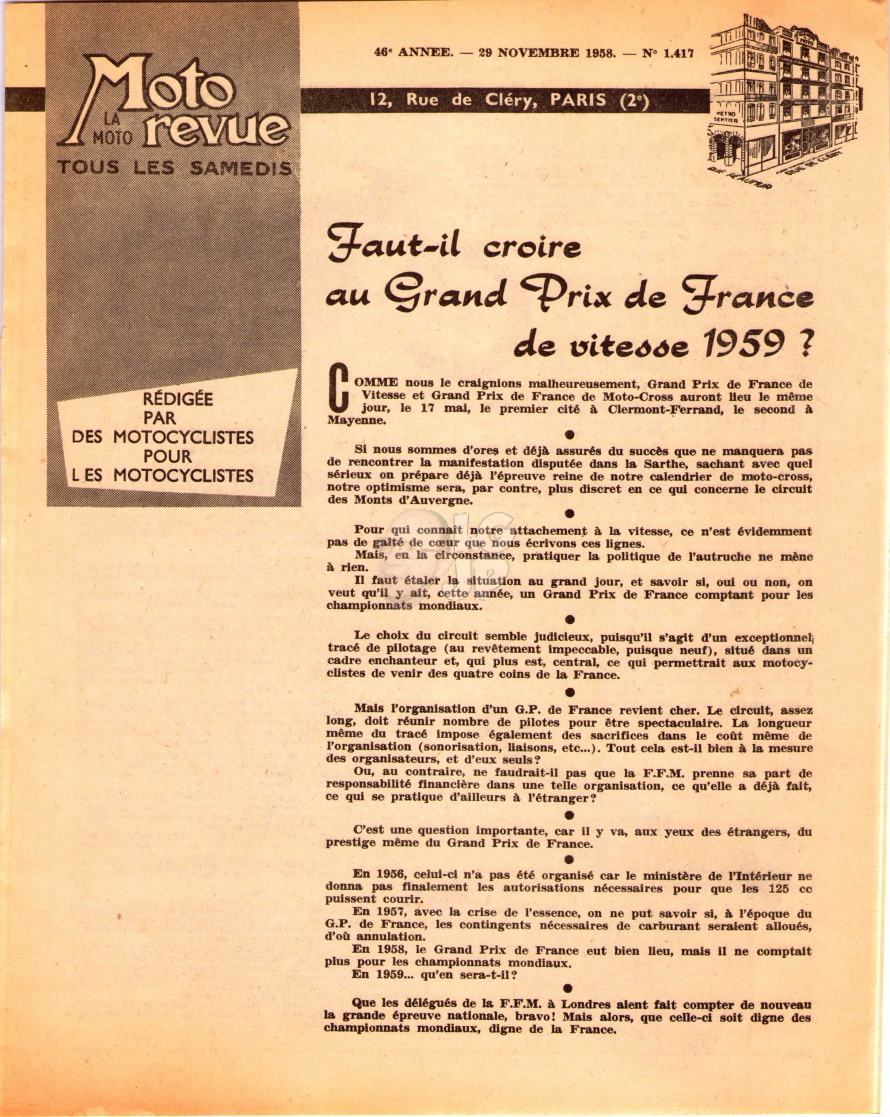 46e ANNEE. — 29 NOVEMBRE 1958. — No 1.417
Moto
LA
MOTO
revue
TOUS LES SAMEDIS
12, Rue de Cléry, PARIS (2e)
METRO
SENTIER
RUE REAUMUR
RUE DE CLERY
Faut-il croire
au Grand Prix de France
de vitesse 1959 ?
RÉDIGÉE
PAR
DES MOTOCYCLISTES
POUR
LES MOTOCYCLISTES
COMME nous le craignions malheureusement, Grand Prix de France de
Vitesse et Grand Prix de France de Moto-Cross auront lieu le même
jour, le 17 mai, le premier cité à Clermont-Ferrand, le second à
Mayenne.
●
Si nous sommes d'ores et déjà assurés du succès que ne manquera pas
de rencontrer la manifestation disputée dans la Sarthe, sachant avec quel
sérieux on prépare déjà l'épreuve reine de notre calendrier de moto-cross,
notre optimisme sera, par contre, plus discret en ce qui concerne le circuit
des Monts d'Auvergne.
●
Pour qui connaît notre attachement à la vitesse, ce n'est évidemment
pas de gaîté de cœur que nous écrivons ces lignes.
Mais, en la circonstance, pratiquer la politique de l'autruche ne mène
à rien.
Il faut étaler la situation au grand jour, et savoir si, oui ou non, on
veut qu'il y ait, cette année, un Grand Prix de France comptant pour les
championnats mondiaux.
●
Le choix du circuit semble judicieux, puisqu'il s'agit d'un exceptionnel
tracé de pilotage (au revêtement impeccable, puisque neuf), situé dans un
cadre enchanteur et, qui plus est, central, ce qui permettrait aux motocy-
clistes de venir des quatre coins de la France.
●
Mais l'organisation d'un G.P. de France revient cher. Le circuit, assez
long, doit réunir nombre de pilotes pour être spectaculaire. La longueur
même du tracé impose également des sacrifices dans le coût même de
l'organisation (sonorisation, liaisons, etc...). Tout cela est-il bien à la mesure
des organisateurs, et d'eux seuls?
Ou, au contraire, ne faudrait-il pas que la F.F.M. prenne sa part de
responsabilité financière dans une telle organisation, ce qu'elle a déjà fait,
ce qui se pratique d'ailleurs à l'étranger?
●
C'est une question importante, car il y va, aux yeux des étrangers, du
prestige même du Grand Prix de France.
●
En 1956, celui-ci n'a pas été organisé car le ministère de l'Intérieur ne
donna pas finalement les autorisations nécessaires pour que les 125 cc
puissent courir.
En 1957, avec la crise de l'essence, on ne put savoir si, à l'époque du
G.P. de France, les contingents nécessaires de carburant seraient alloués,
d'où annulation.
En 1958, le Grand Prix de France eut bien lieu, mais il ne comptait
plus pour les championnats mondiaux.
En 1959... qu'en sera-t-il?
●
Que les délégués de la F.F.M. à Londres aient fait compter de nouveau
la grande épreuve nationale, bravo! Mais alors, que celle-ci soit digne des
championnats mondiaux, digne de la France.